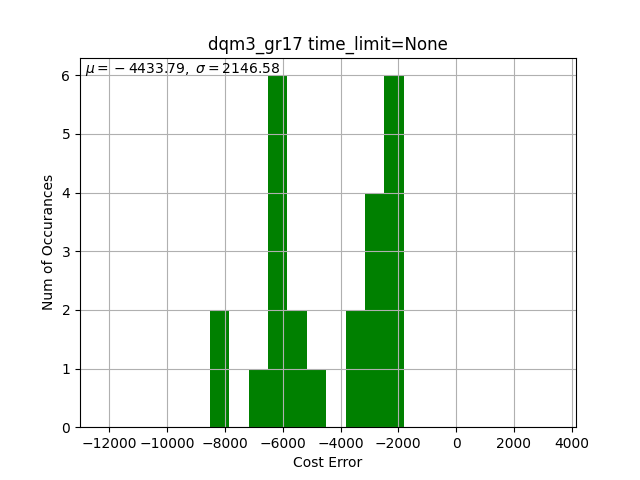 dqm3_gr17 time_limit=None
μ = − 4433.79, σ = 2146.58
6
5
4
3
2
1
0
Num of Occurances
−12000 −10000 −8000 −6000 −4000 −2000 0 2000 4000
Cost Error